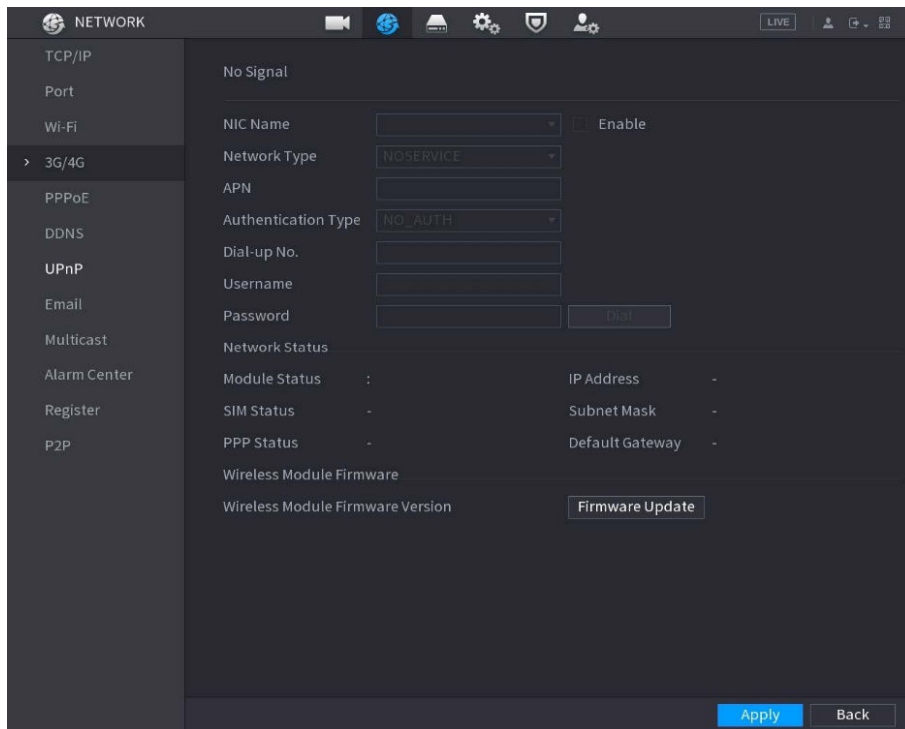 NETWORK
LIVE
TCP/IP
Port
Wi-Fi
3G/4G
PPPoE
DDNS
UPnP
Email
Multicast
Alarm Center
Register
P2P
No Signal
NIC Name Enable
Network Type NOSERVICE
APN
Authentication Type NO_AUTH
Dial-up No.
Username
Password Dial
Network Status
Module Status : IP Address -
SIM Status - Subnet Mask -
PPP Status - Default Gateway -
Wireless Module Firmware
Wireless Module Firmware Version Firmware Update
Apply Back